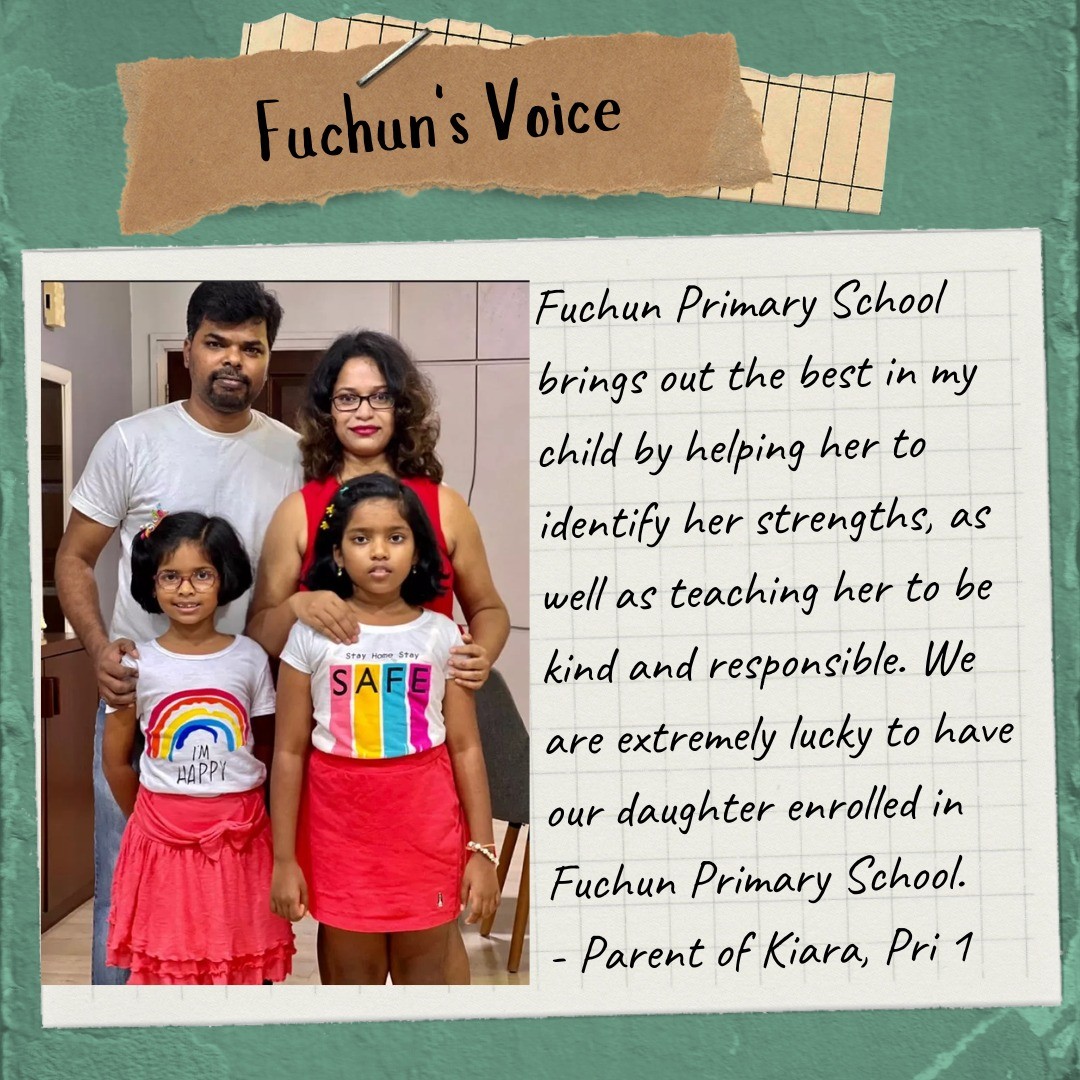 Fuchun's Voice
Stay Home Stay
SAFE
I'M
HAPPY
Fuchun Primary School
brings out the best in my
child by helping her to
identify her strengths, as
well as teaching her to be
kind and responsible. We
are extremely lucky to have
our daughter enrolled in
Fuchun Primary School.
- Parent of Kiara, Pri 1